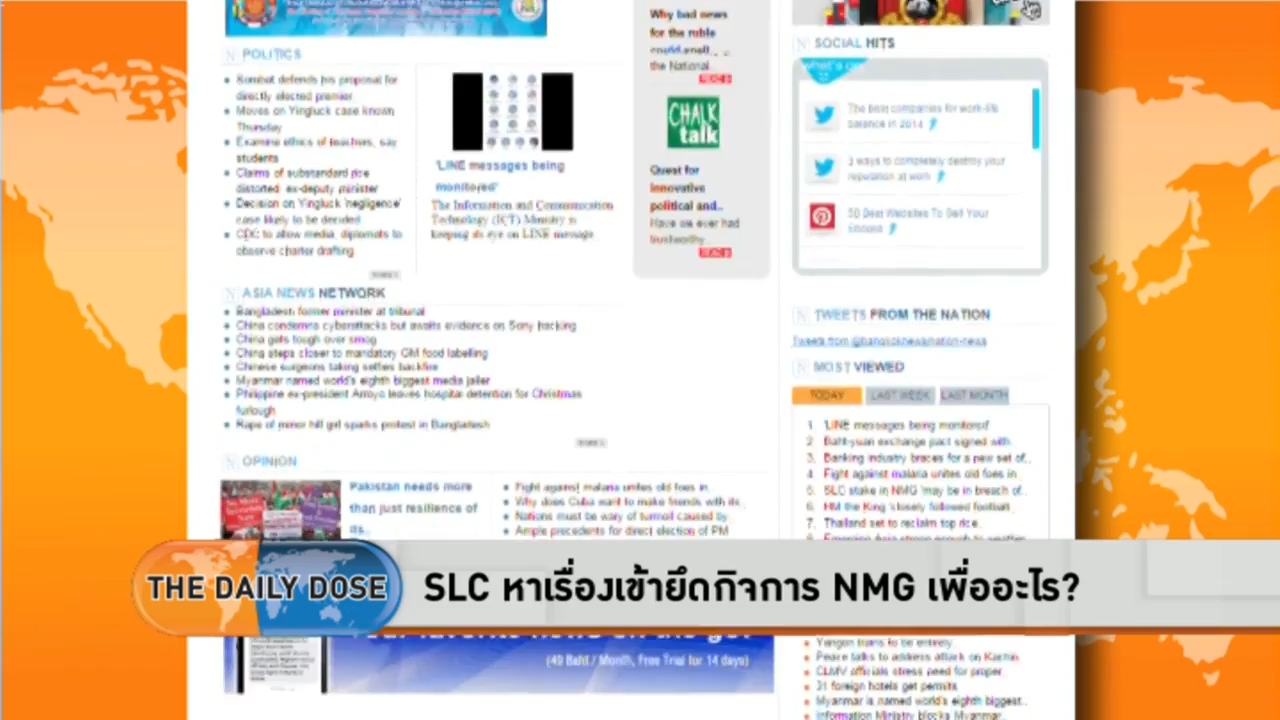 POLITICS
Sombat defends his proposal for
directly elected premier
Moves on Yingluck case known
Thursday
Examine ethics of teachers, say
students
Claims of substandard rice
distorted: ex-deputy minister
Decision on Yingluck 'negligence'
case likely to be decided
CDC to allow media, diplomats to
observe charter drafting
'LINE messages being
monitored'
The Information and Communication
Technology (ICT) Ministry is
keeping its eye on LINE message
Why bad news
for the ruble
could spell
the National
CHALK
talk
Quest for
innovative
political and..
Have we ever had
trustworthy
SOCIAL HITS
The best companies for work-life
balance in 2014
3 ways to completely destroy your
reputation at work
50 Best Websites To Sell Your
Ebooks
ASIA NEWS NETWORK
Bangladesh former minister at tribunal
China condemns cyberattacks but awaits evidence on Sony hacking
China gets tough over smog
China steps closer to mandatory GM food labelling
Chinese surgeons taking selfies backfire
Myanmar named world's eighth biggest media jailer
Philippine ex-president Arroyo leaves hospital detention for Christmas
furlough
Rape of minor hill girl sparks protest in Bangladesh
TWEETS FROM THE NATION
Tweets from @bangkoknews/nation-news
MOST VIEWED
TODAY LAST WEEK LAST MONTH
1. 'LINE messages being monitored'
2. Baht-yuan exchange pact signed with..
3. Banking industry braces for a new set of..
4. Fight against malaria unites old foes in..
5. SLC stake in NMG 'may be in breach of..
6. HM the King 'closely followed football..
7. Thailand set to reclaim top rice..
OPINION
Pakistan needs more
than just resilience of
its..
Fight against malaria unites old foes in..
Why does Cuba want to make friends with its..
Nations must be wary of turmoil caused by
Ample precedents for direct election of PM
THE DAILY DOSE
SLC หาเรื่องเข้ายึดกิจการ NMG เพื่ออะไร?
(49 Baht / Month, Free Trial for 14 days)
Yangon trains to be entirely
Peace talks to address attack on Kachin
CLMV officials stress need for proper
31 foreign hotels get permits
Myanmar is named world's eighth biggest..
Information Ministry blocks Myanmar..